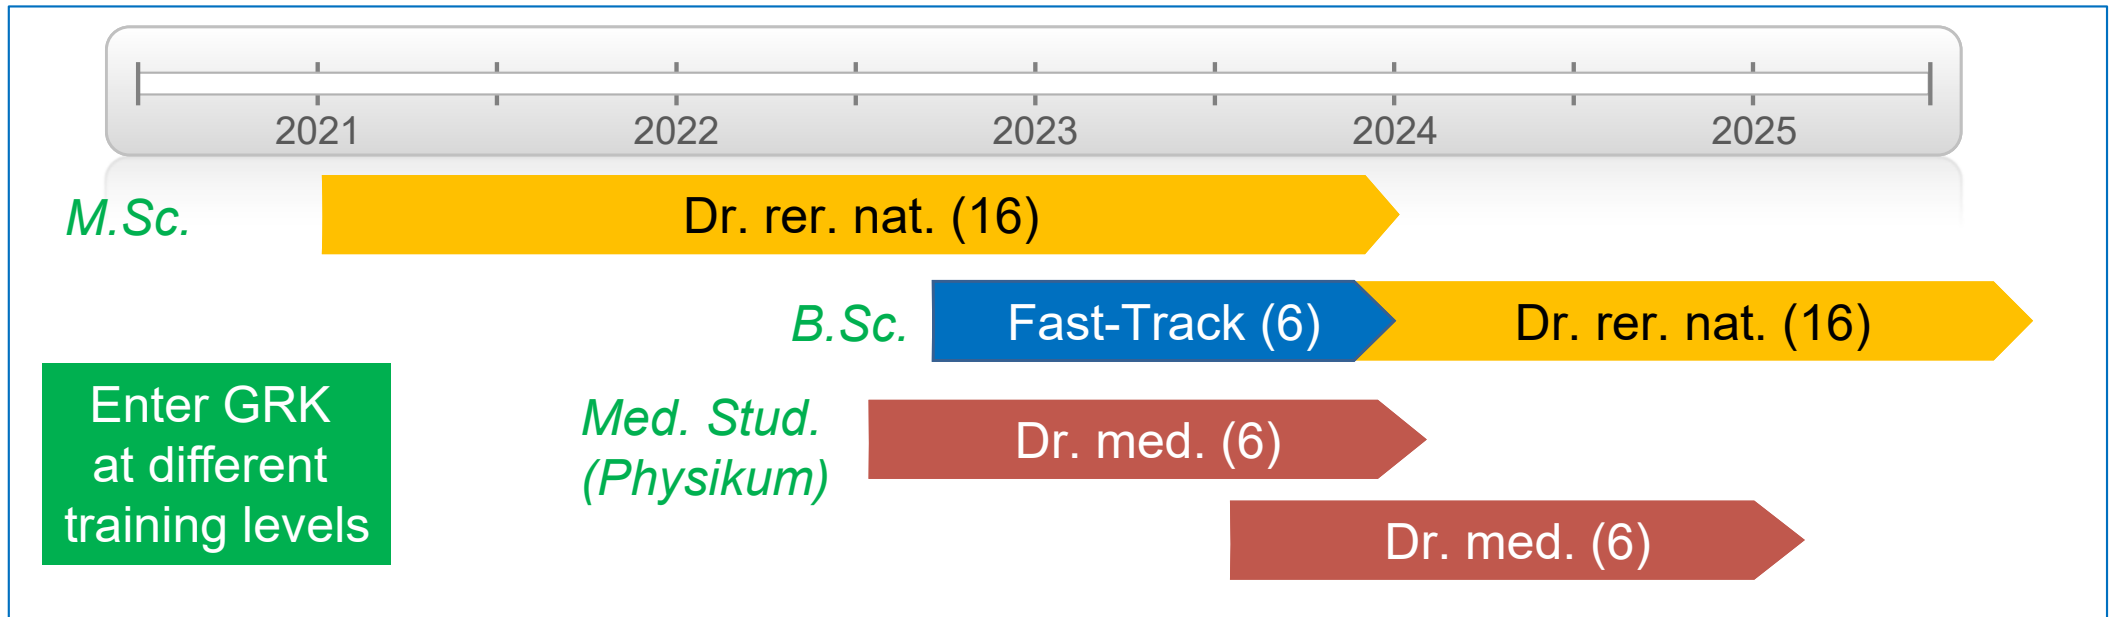 2021
2022
2023
2024
2025
M.Sc.
Dr. rer. nat. (16)
B.Sc.
Fast-Track (6)
Dr. rer. nat. (16)
Enter GRK
at different
training levels
Med. Stud.
(Physikum)
Dr. med. (6)
Dr. med. (6)